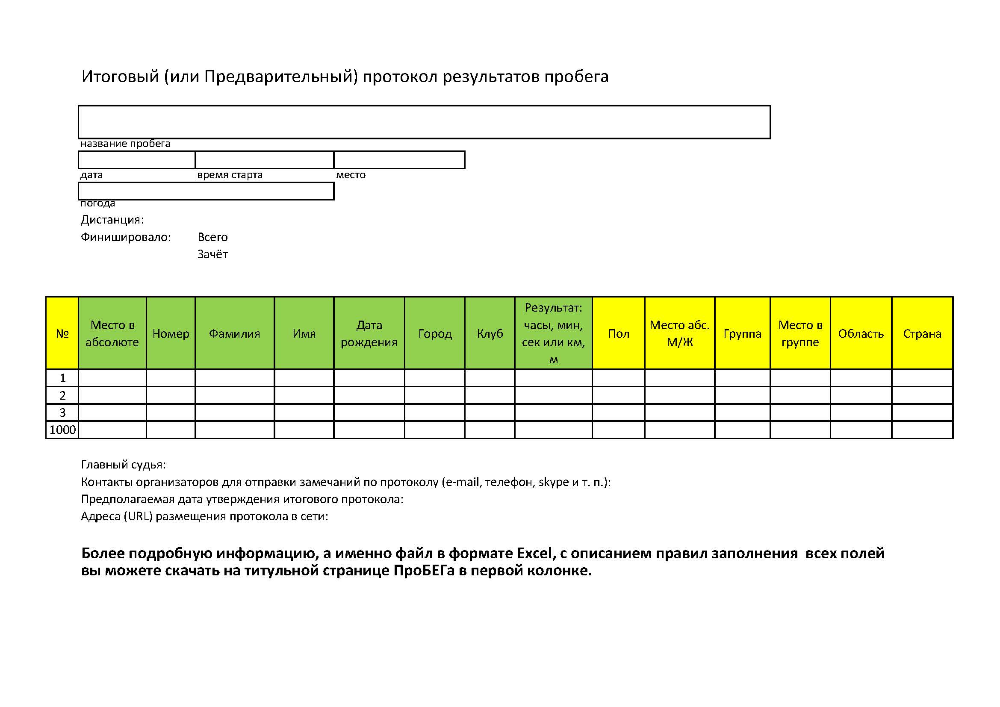 Итоговый (или Предварительный) протокол результатов пробега
название пробега
дата время старта место
погода
Дистанция:
Финишировало: Всего
Зачёт
№ Место в абсолюте Номер Фамилия Имя Дата рождения Город Клуб Результат: часы, мин, сек или км, м Пол Место абс. М/Ж Группа Место в группе Область Страна
1
2
3
1000
Главный судья:
Контакты организаторов для отправки замечаний по протоколу (e-mail, телефон, skype и т. п.):
Предполагаемая дата утверждения итогового протокола:
Адреса (URL) размещения протокола в сети:
Более подробную информацию, а именно файл в формате Excel, с описанием правил заполнения всех полей
вы можете скачать на титульной странице ПроБЕГа в первой колонке.